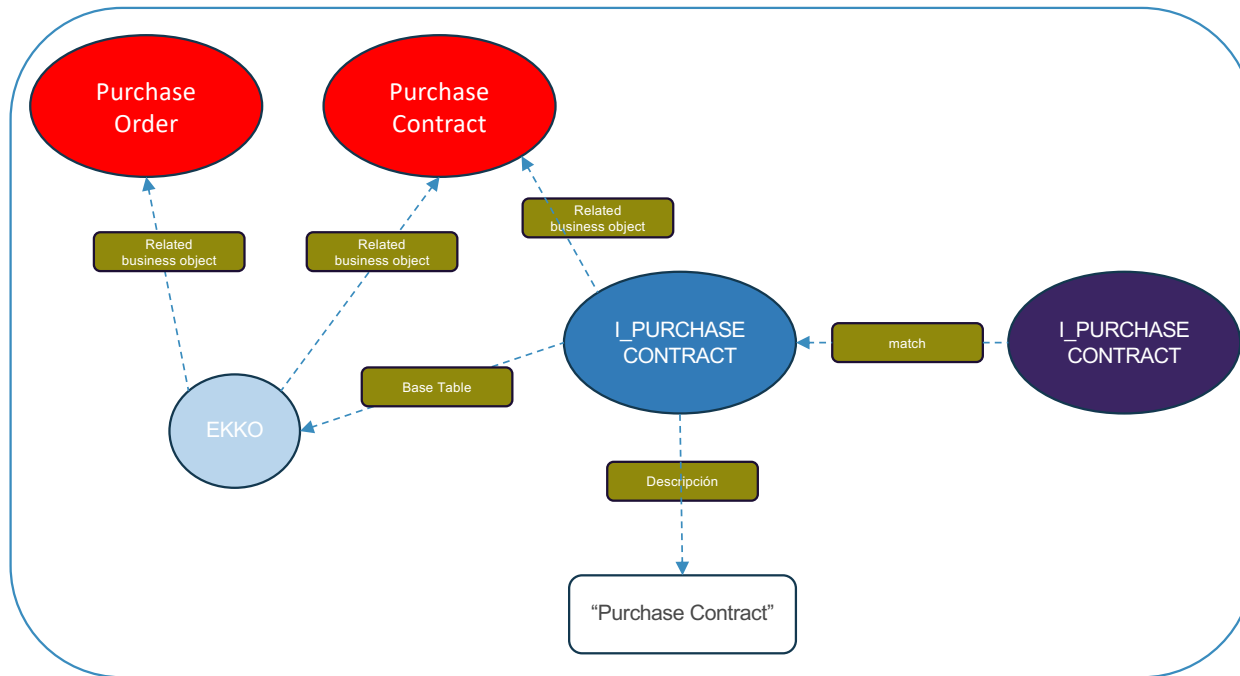 Purchase
Order
Purchase
Contract
Related
business object
Related
business object
Related
business object
I_PURCHASE
CONTRACT
match
I_PURCHASE
CONTRACT
Base Table
EKKO
Descripción
“Purchase Contract”